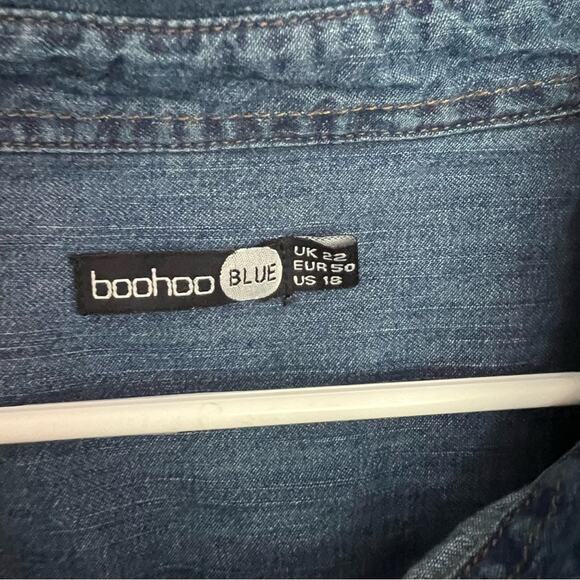 boohoo BLUE
UK 22
EUR 50
US 18